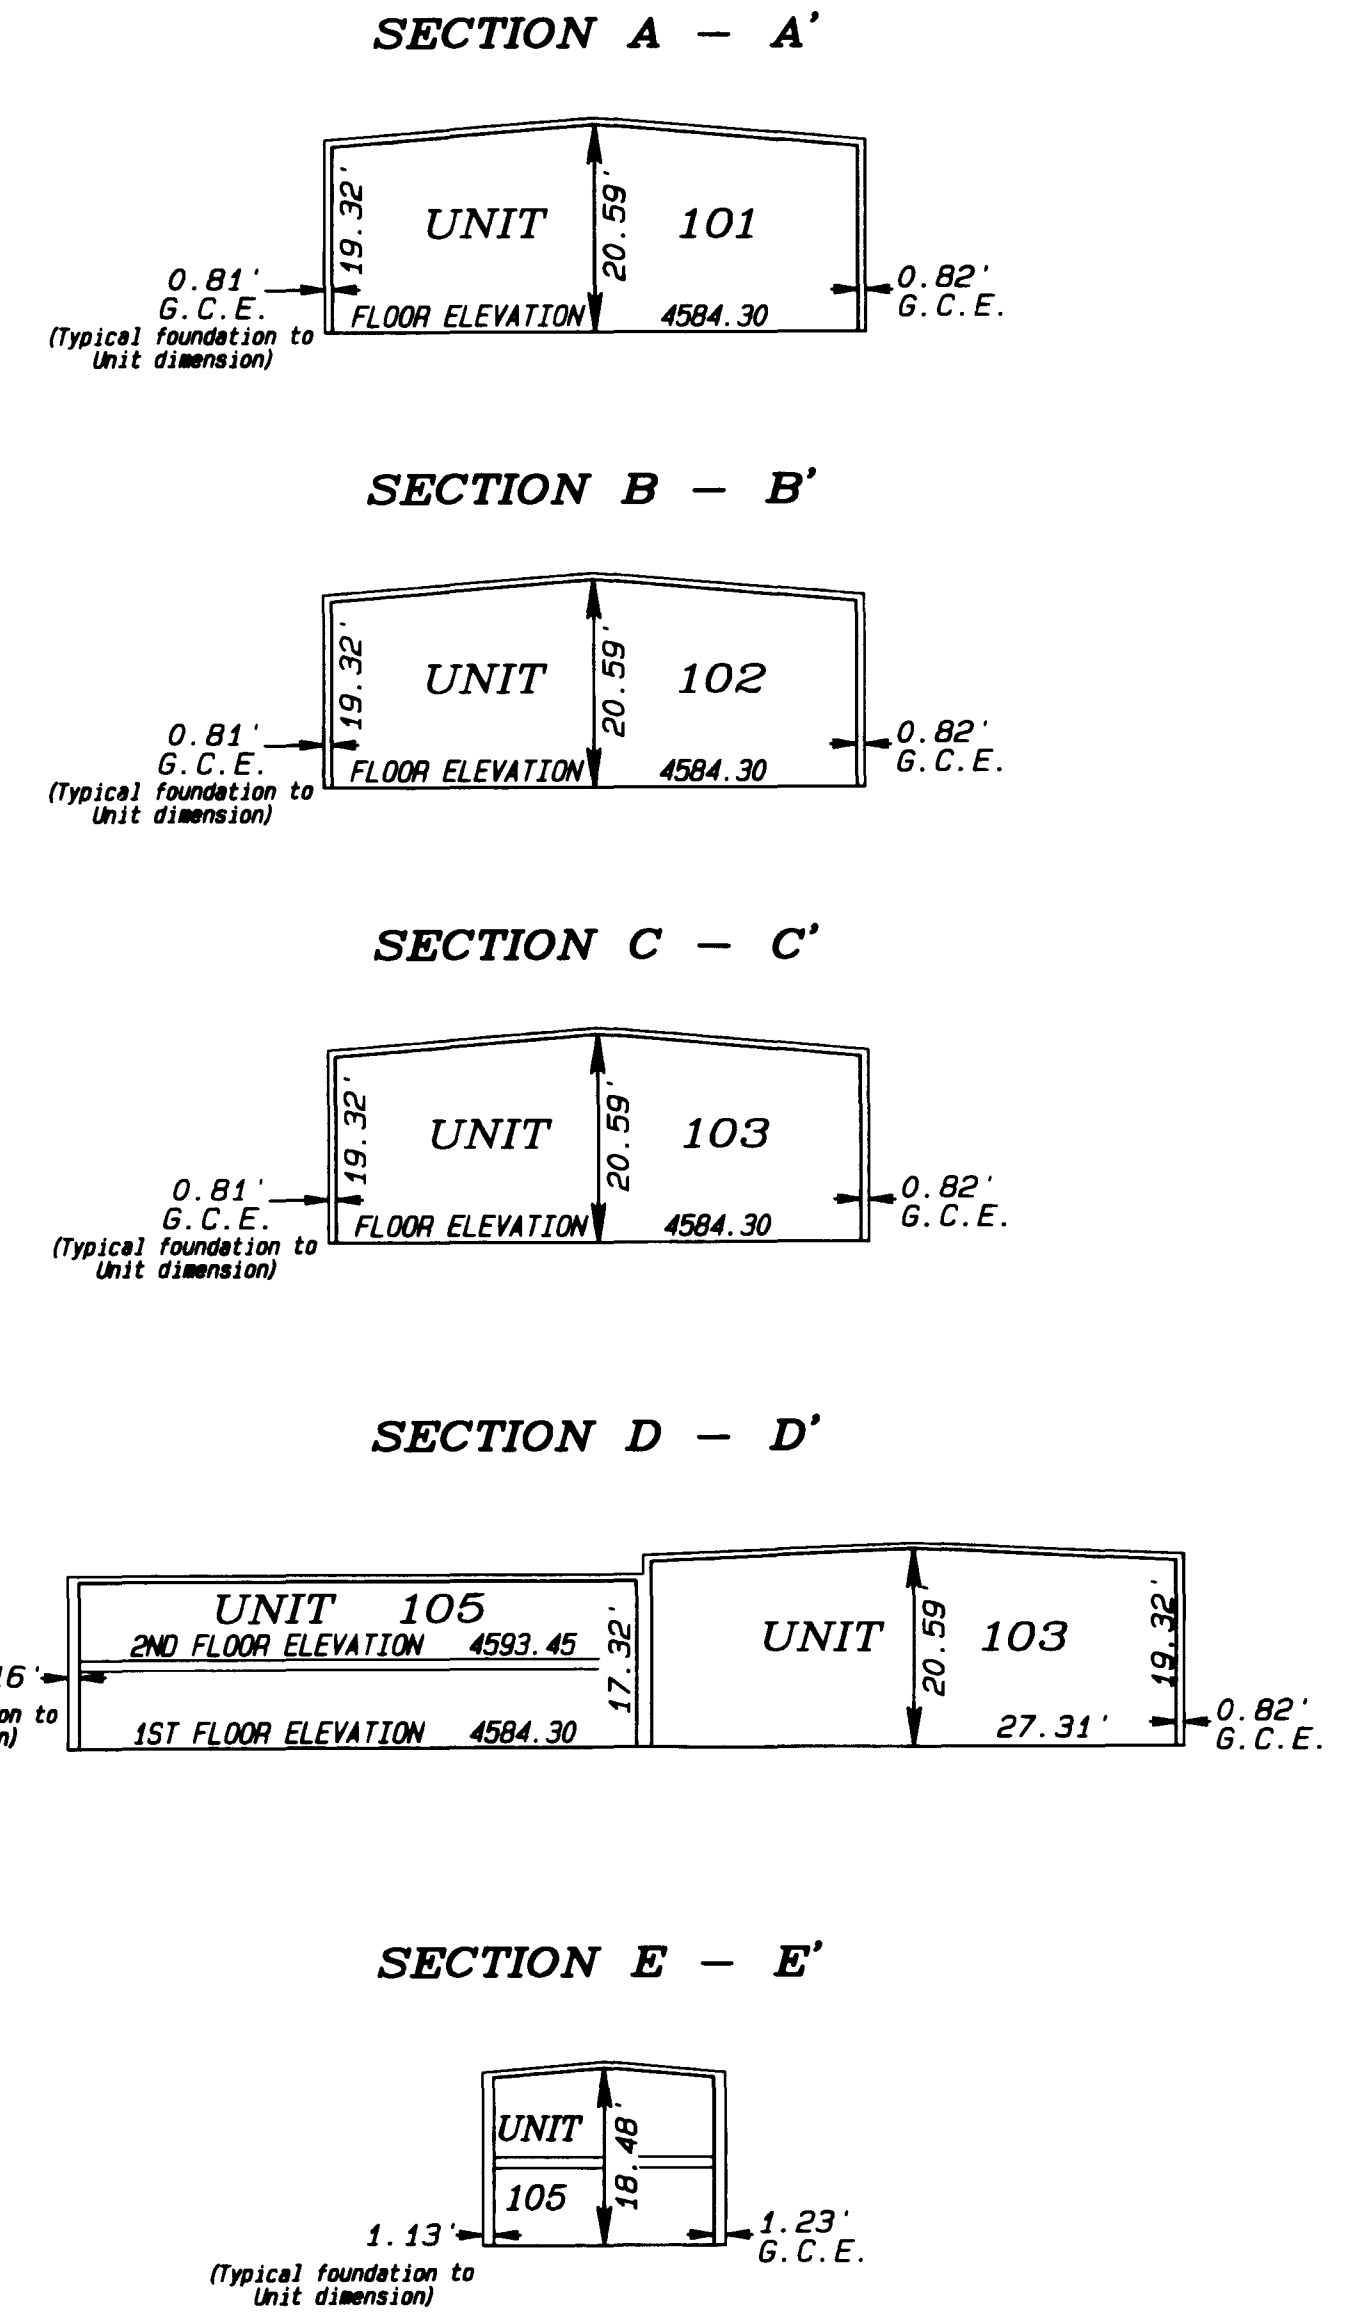 SECTION A - A'
19.32'
UNIT 101
20.59'
0.81'
G.C.E.
(Typical foundation to
Unit dimension)
FLOOR ELEVATION 4584.30
0.82'
G.C.E.
SECTION B - B'
19.32'
UNIT 102
20.59'
0.81'
G.C.E.
(Typical foundation to
Unit dimension)
FLOOR ELEVATION 4584.30
0.82'
G.C.E.
SECTION C - C'
19.32'
UNIT 103
20.59'
0.81'
G.C.E.
(Typical foundation to
Unit dimension)
FLOOR ELEVATION 4584.30
0.82'
G.C.E.
SECTION D - D'
UNIT 105
2ND FLOOR ELEVATION 4593.45
17.32'
6'
on to
n)
1ST FLOOR ELEVATION 4584.30
UNIT 103
20.59'
19.32'
27.31'
0.82'
G.C.E.
SECTION E - E'
UNIT
105
18.48'
1.13'
(Typical foundation to
Unit dimension)
1.23'
G.C.E.